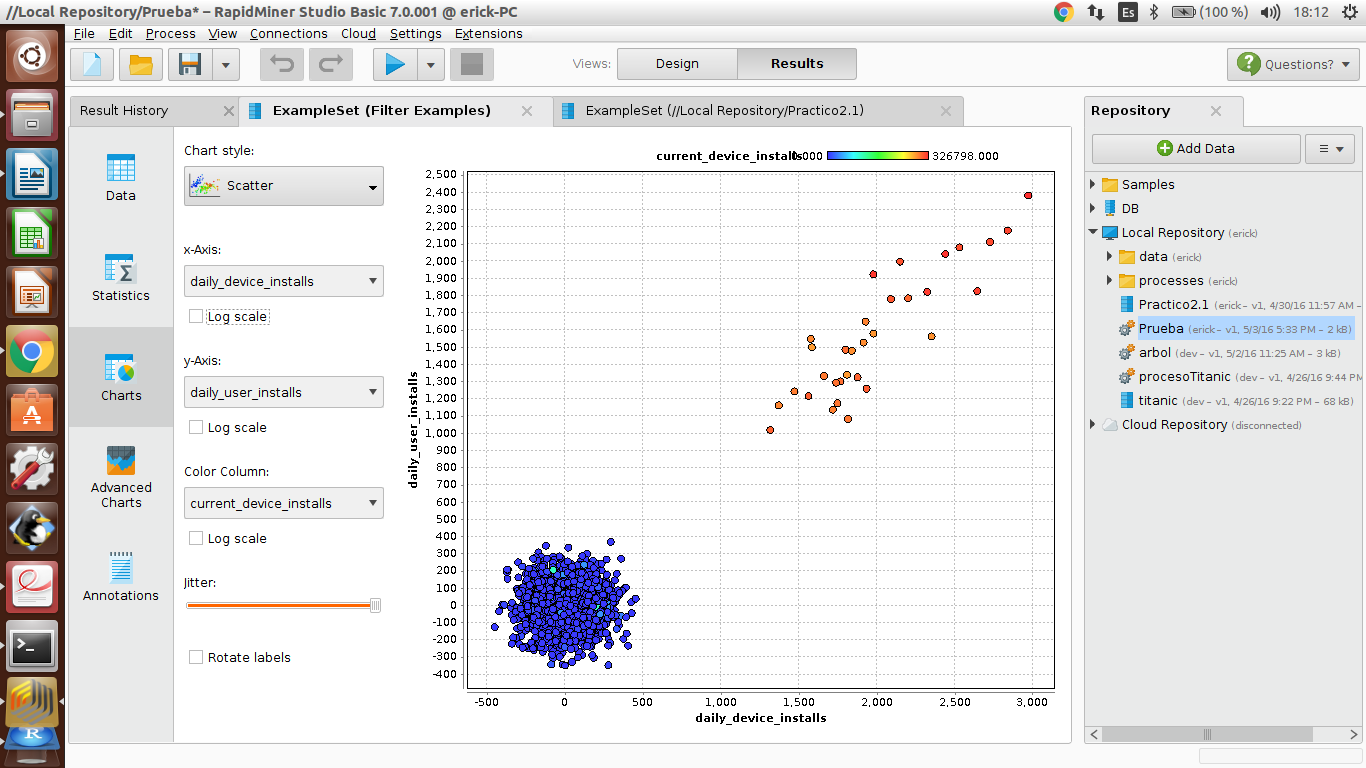 //Local Repository/Prueba* – RapidMiner Studio Basic 7.0.001 @ erick-PC
Es (100 %) 18:12
File Edit Process View Connections Cloud Settings Extensions
Views: Design Results Questions?
Result History ExampleSet (Filter Examples) ExampleSet (//Local Repository/Practico2.1)
Data
Statistics
Charts
Advanced
Charts
Annotations
Chart style:
Scatter
x-Axis:
daily_device_installs
Log scale
y-Axis:
daily_user_installs
Log scale
Color Column:
current_device_installs
Log scale
Jitter:
Rotate labels
current_device_installs 0.000 326798.000
2,500
2,400
2,300
2,200
2,100
2,000
1,900
1,800
1,700
1,600
1,500
1,400
1,300
1,200
1,100
1,000
900
800
700
600
500
400
300
200
100
0
-100
-200
-300
-400
daily_user_installs
-500 0 500 1,000 1,500 2,000 2,500 3,000
daily_device_installs
Repository
Add Data
Samples
DB
Local Repository (erick)
data (erick)
processes (erick)
Practico2.1 (erick – v1, 4/30/16 11:57 AM –
Prueba (erick – v1, 5/3/16 5:33 PM – 2 kB)
arbol (dev – v1, 5/2/16 11:25 AM – 3 kB)
procesoTitanic (dev – v1, 4/26/16 9:44 PM
titanic (dev – v1, 4/26/16 9:22 PM – 68 kB)
Cloud Repository (disconnected)